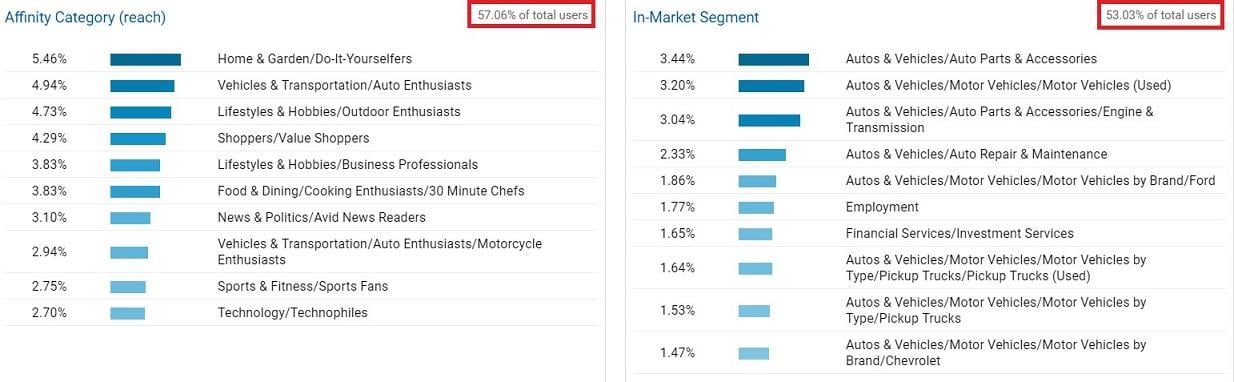 Affinity Category (reach)
57.06% of total users
5.46% Home & Garden/Do-It-Yourselfers
4.94% Vehicles & Transportation/Auto Enthusiasts
4.73% Lifestyles & Hobbies/Outdoor Enthusiasts
4.29% Shoppers/Value Shoppers
3.83% Lifestyles & Hobbies/Business Professionals
3.83% Food & Dining/Cooking Enthusiasts/30 Minute Chefs
3.10% News & Politics/Avid News Readers
2.94% Vehicles & Transportation/Auto Enthusiasts/Motorcycle
Enthusiasts
2.75% Sports & Fitness/Sports Fans
2.70% Technology/Technophiles
In-Market Segment
53.03% of total users
3.44% Autos & Vehicles/Auto Parts & Accessories
3.20% Autos & Vehicles/Motor Vehicles/Motor Vehicles (Used)
3.04% Autos & Vehicles/Auto Parts & Accessories/Engine &
Transmission
2.33% Autos & Vehicles/Auto Repair & Maintenance
1.86% Autos & Vehicles/Motor Vehicles/Motor Vehicles by Brand/Ford
1.77% Employment
1.65% Financial Services/Investment Services
1.64% Autos & Vehicles/Motor Vehicles/Motor Vehicles by
Type/Pickup Trucks/Pickup Trucks (Used)
1.53% Autos & Vehicles/Motor Vehicles/Motor Vehicles by
Type/Pickup Trucks
1.47% Autos & Vehicles/Motor Vehicles/Motor Vehicles by
Brand/Chevrolet